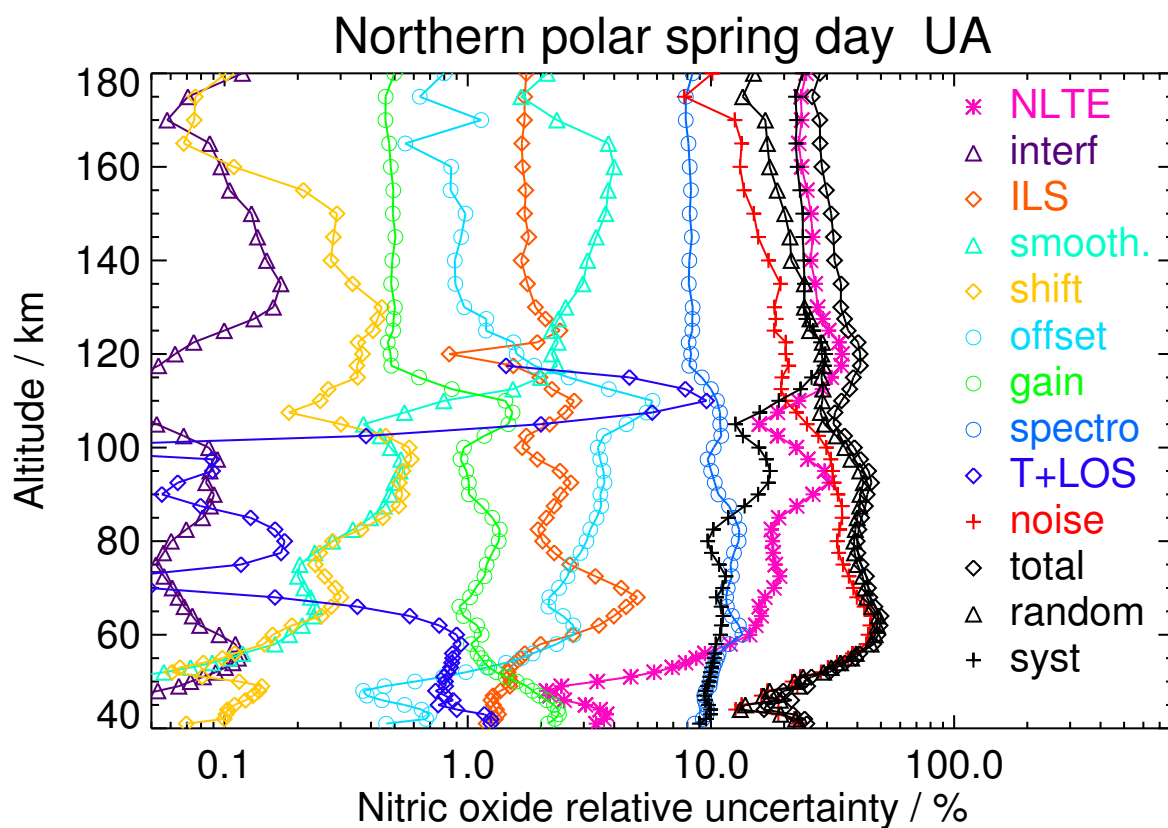 Northern polar spring day  UA
Altitude / km
180
160
140
120
100
80
60
40
NLTE
interf
ILS
smooth.
shift
offset
gain
spectro
T+LOS
noise
total
random
syst
0.1
1.0
10.0
100.0
Nitric oxide relative uncertainty / %